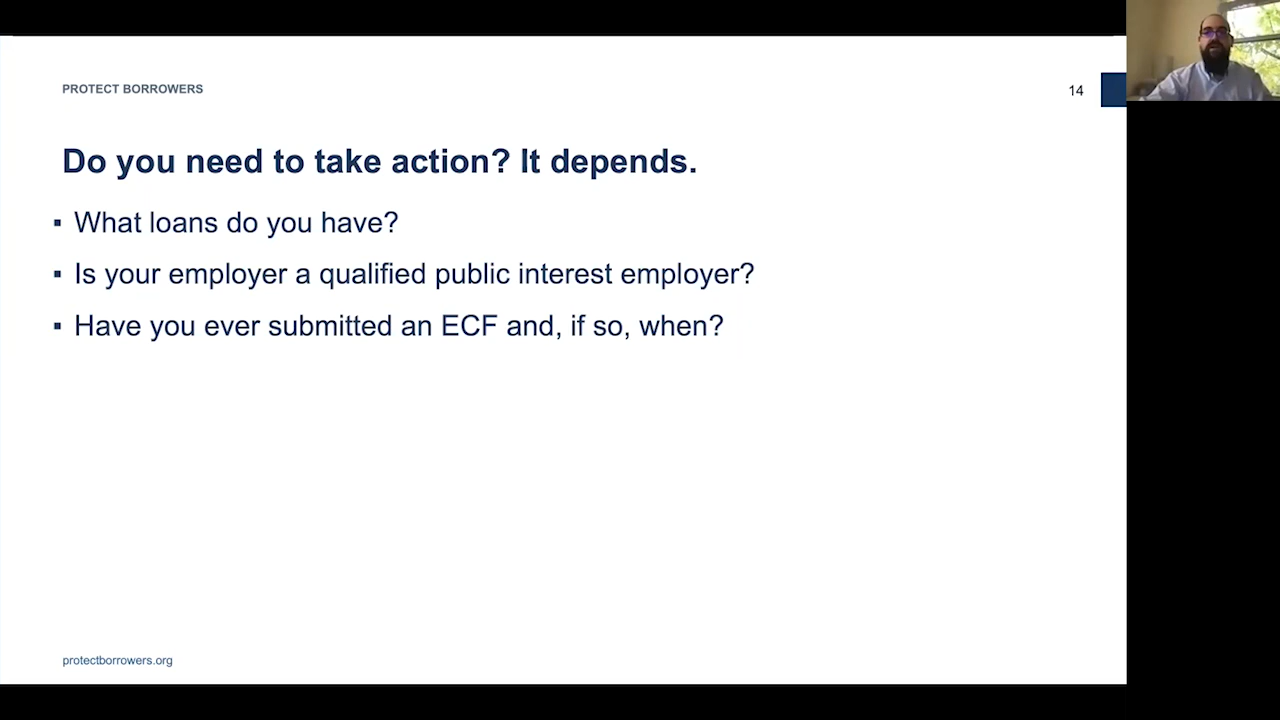 PROTECT BORROWERS
14
Do you need to take action? It depends.
▪ What loans do you have?
▪ Is your employer a qualified public interest employer?
▪ Have you ever submitted an ECF and, if so, when?
protectborrowers.org